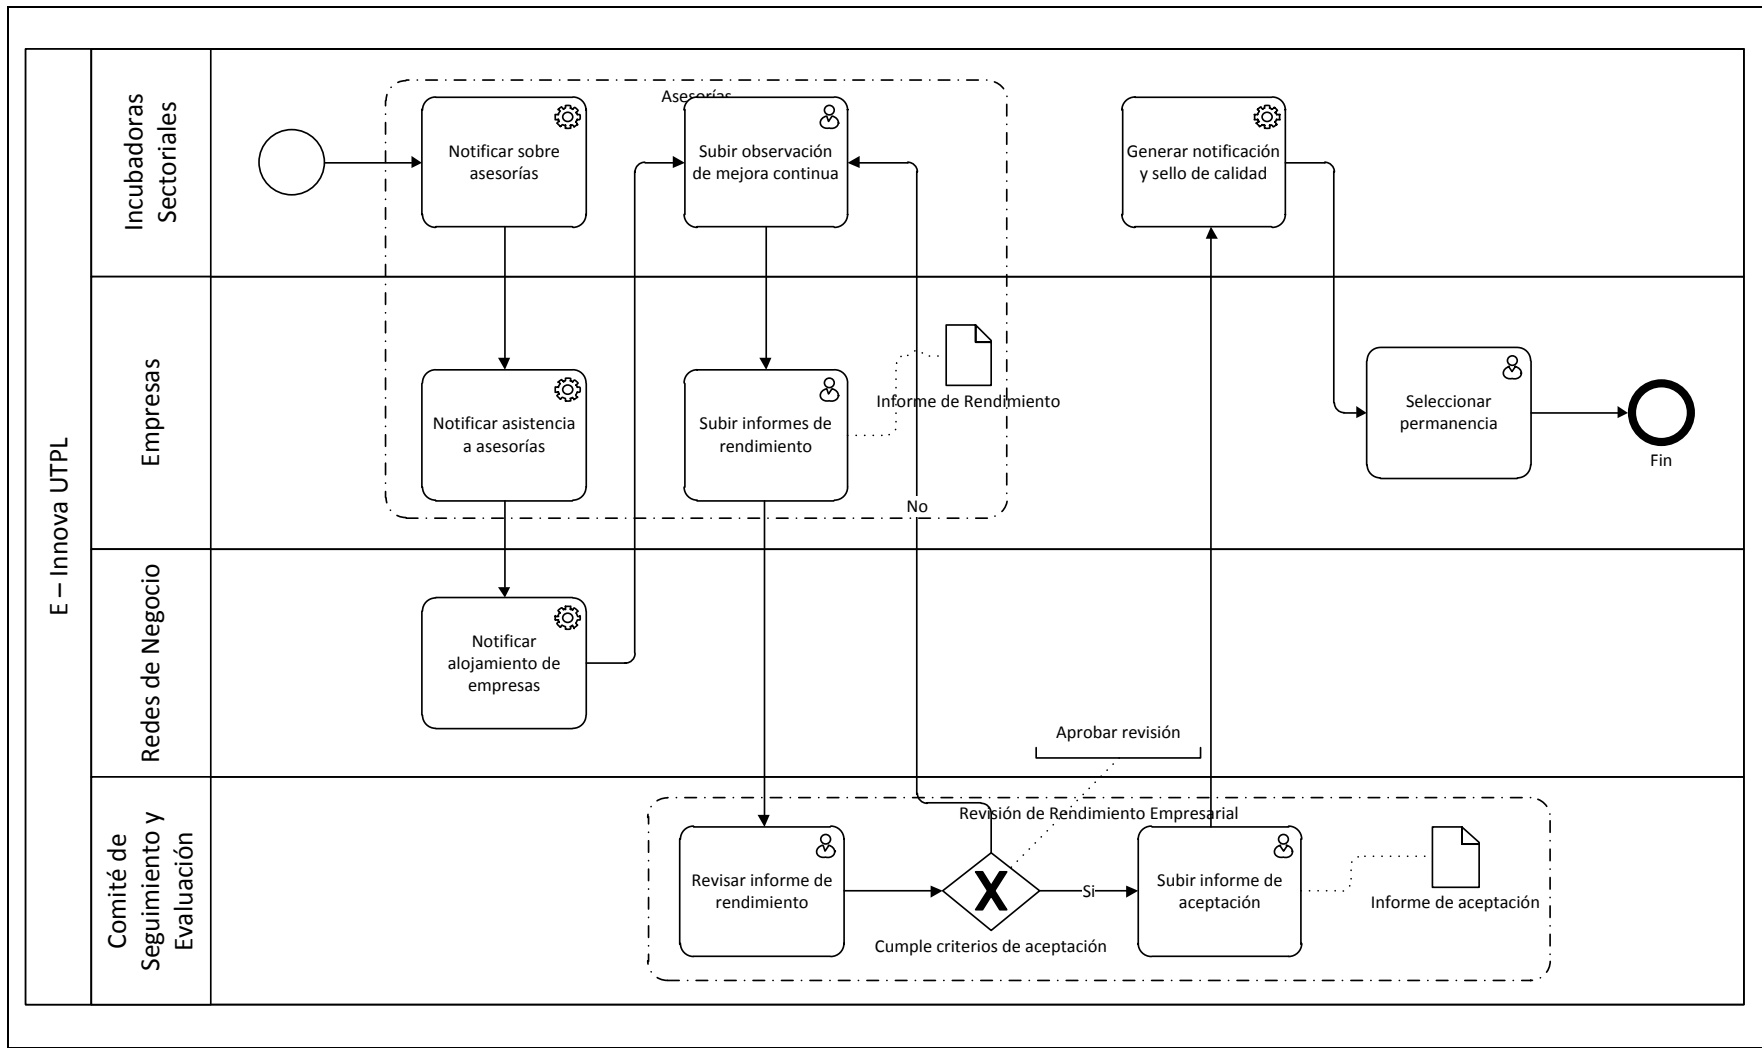 E – Innova UTPL
Incubadoras
Sectoriales
Asesorías
Notificar sobre
asesorías
Subir observación
de mejora continua
Generar notificación
y sello de calidad
Empresas
Notificar asistencia
a asesorías
Subir informes de
rendimiento
Informe de Rendimiento
No
Seleccionar
permanencia
Fin
Redes de Negocio
Notificar
alojamiento de
empresas
Aprobar revisión
Comité de
Seguimiento y
Evaluación
Revisión de Rendimiento Empresarial
Revisar informe de
rendimiento
X
Cumple criterios de aceptación
Si
Subir informe de
aceptación
Informe de aceptación